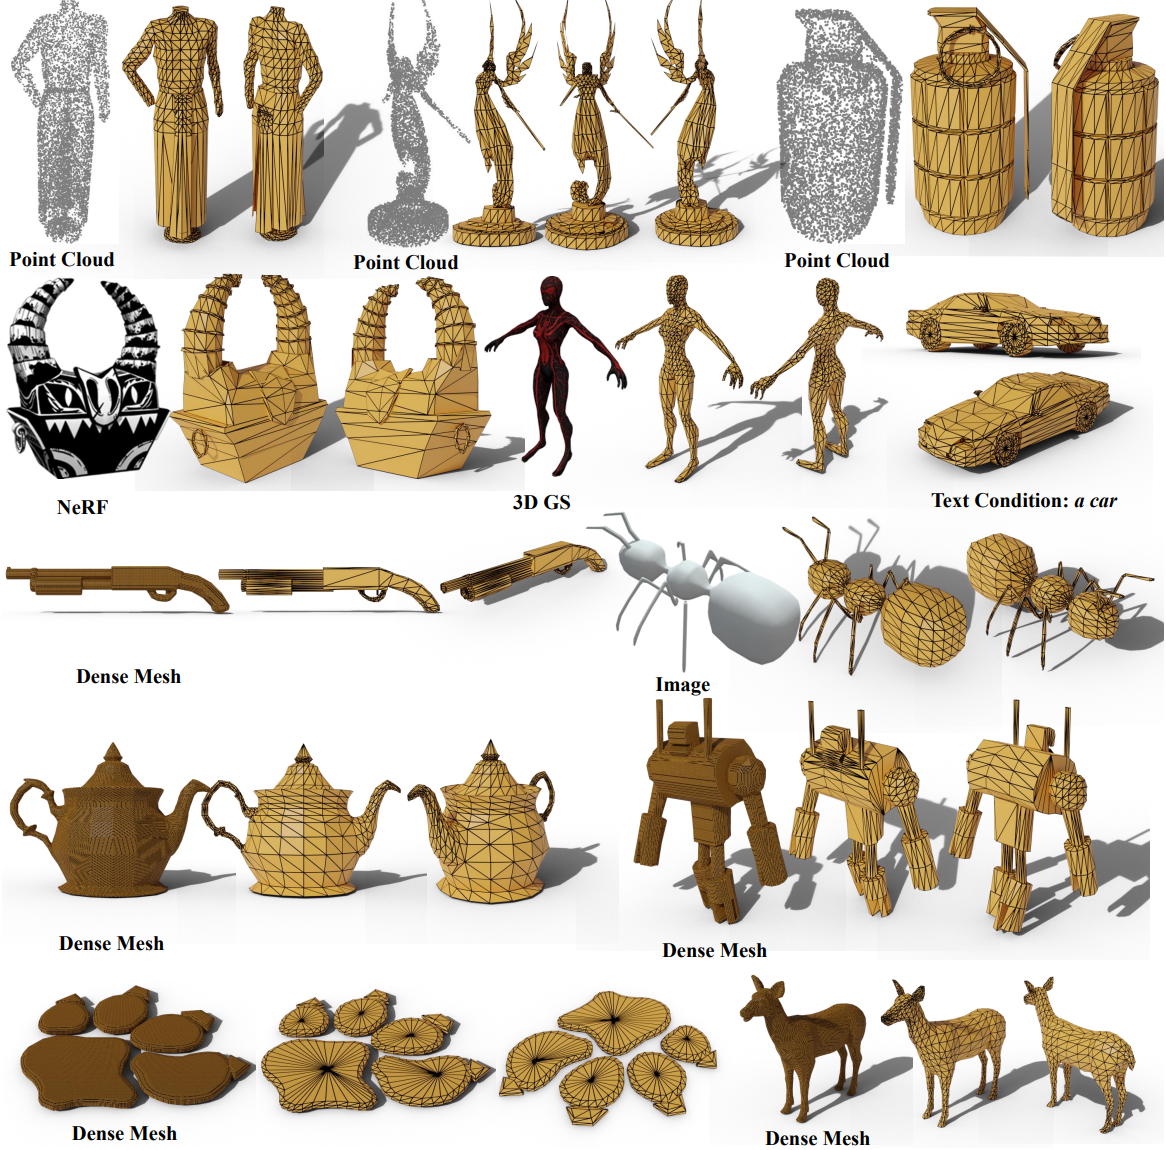 Point Cloud
Point Cloud
Point Cloud
NeRF
3D GS
Text Condition: a car
Dense Mesh
Image
Dense Mesh
Dense Mesh
Dense Mesh
Dense Mesh